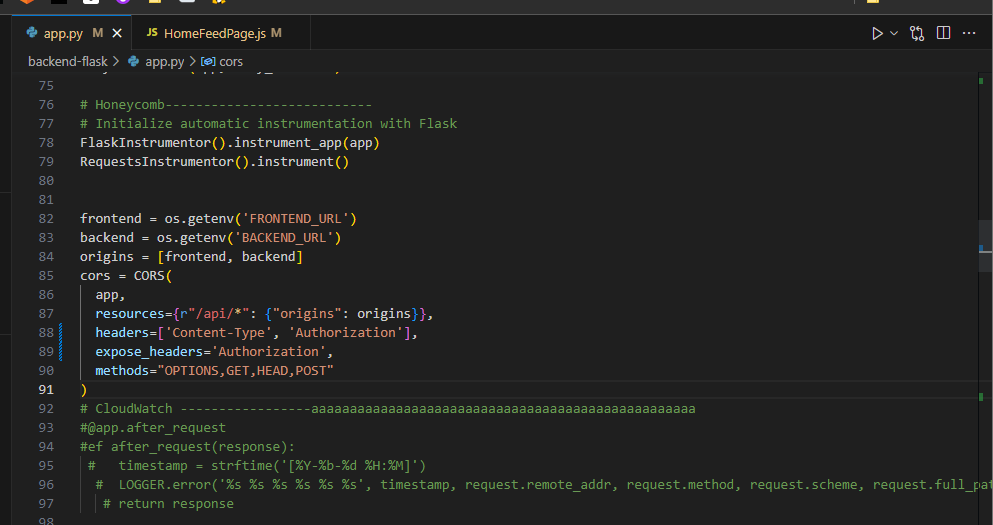 app.py M
JS HomeFeedPage.js M
backend-flask > app.py > cors
75
76 # Honeycomb---------------------------
77 # Initialize automatic instrumentation with Flask
78 FlaskInstrumentor().instrument_app(app)
79 RequestsInstrumentor().instrument()
80
81
82 frontend = os.getenv('FRONTEND_URL')
83 backend = os.getenv('BACKEND_URL')
84 origins = [frontend, backend]
85 cors = CORS(
86   app,
87   resources={r"/api/*": {"origins": origins}},
88   headers=['Content-Type', 'Authorization'],
89   expose_headers='Authorization',
90   methods="OPTIONS,GET,HEAD,POST"
91 )
92 # CloudWatch -----------------aaaaaaaaaaaaaaaaaaaaaaaaaaaaaaaaaaaaaaaaaaaaaaaaaa
93 #@app.after_request
94 #ef after_request(response):
95  #   timestamp = strftime('[%Y-%b-%d %H:%M]')
96   #  LOGGER.error('%s %s %s %s %s %s', timestamp, request.remote_addr, request.method, request.scheme, request.full_pat
97    # return response
98